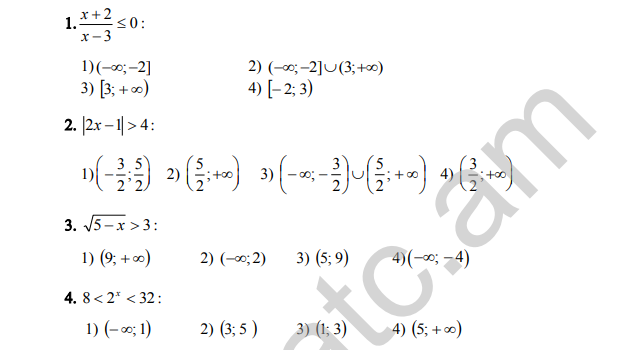 1. x + 2 / x − 3 ≤ 0 :
1) (−∞; −2] 2) (−∞; −2] ∪ (3; +∞)
3) [3; + ∞) 4) [− 2; 3)
2. |2x − 1| > 4 :
1) (−3/2; 5/2) 2) (5/2; +∞) 3) (− ∞; −3/2) ∪ (5/2; + ∞) 4) (3/2; +∞)
3. √5 − x > 3 :
1) (9; + ∞) 2) (−∞; 2) 3) (5; 9) 4) (−∞; −4)
4. 8 < 2ˣ < 32 :
1) (− ∞; 1) 2) (3; 5 ) 3) (1; 3) 4) (5; + ∞)
atc.am